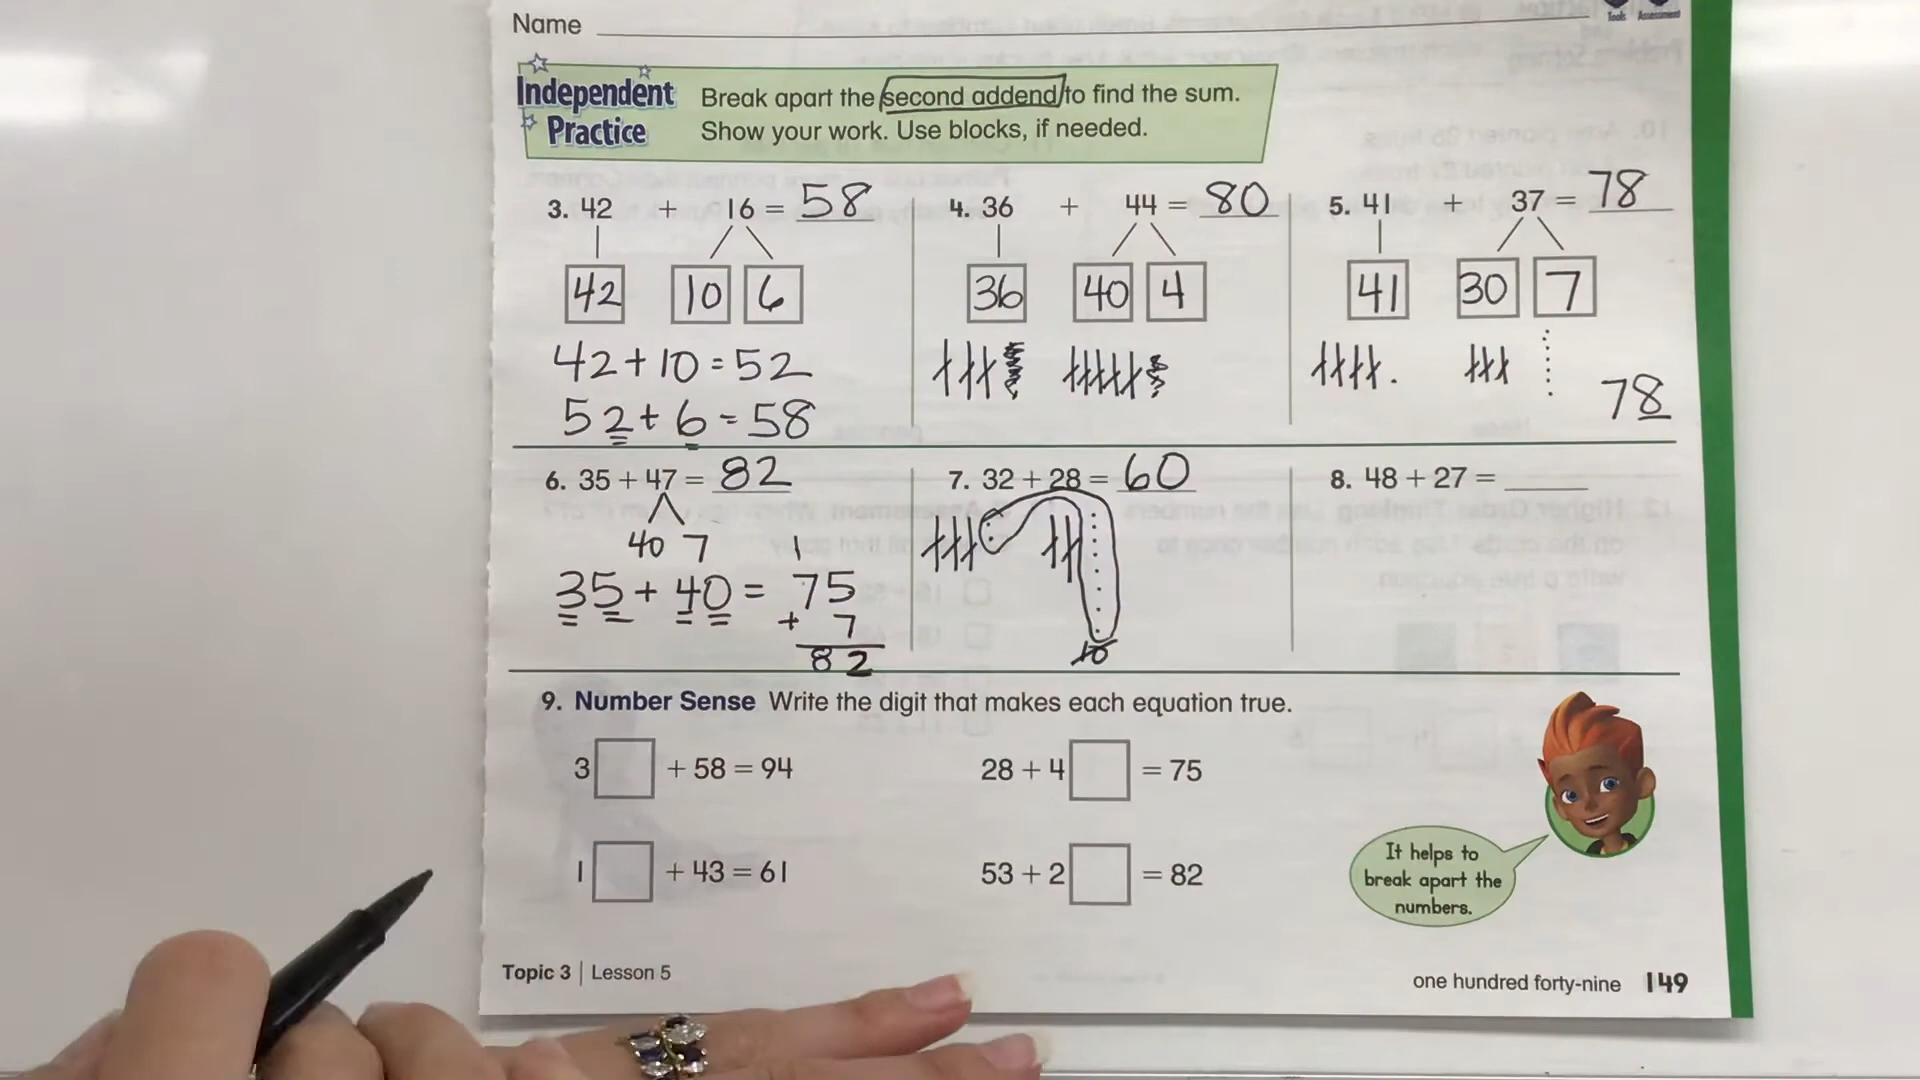 Name
Tools Assessment
Independent Practice
Break apart the second addend to find the sum.
Show your work. Use blocks, if needed.
3. 42 + 16 = 58
42 10 6
42 + 10 = 52
52 + 6 = 58
4. 36 + 44 = 80
36 40 4
5. 41 + 37 = 78
41 30 7
78
6. 35 + 47 = 82
40 7
1
35 + 40 = 75
+ 7
82
7. 32 + 28 = 60
10
8. 48 + 27 =
9. Number Sense Write the digit that makes each equation true.
3 + 58 = 94
28 + 4 = 75
1 + 43 = 61
53 + 2 = 82
It helps to
break apart the
numbers.
Topic 3 | Lesson 5
one hundred forty-nine 149